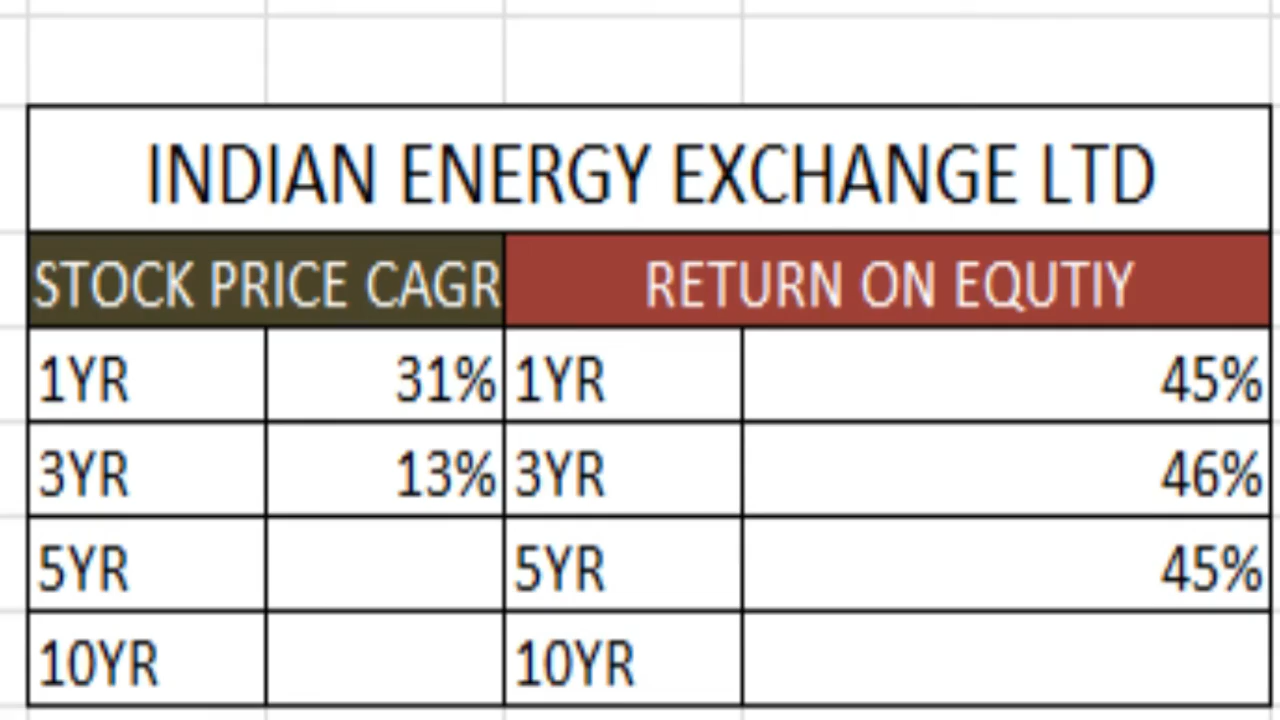 INDIAN ENERGY EXCHANGE LTD
STOCK PRICE CAGR RETURN ON EQUTIY
1YR 31% 1YR 45%
3YR 13% 3YR 46%
5YR 5YR 45%
10YR 10YR